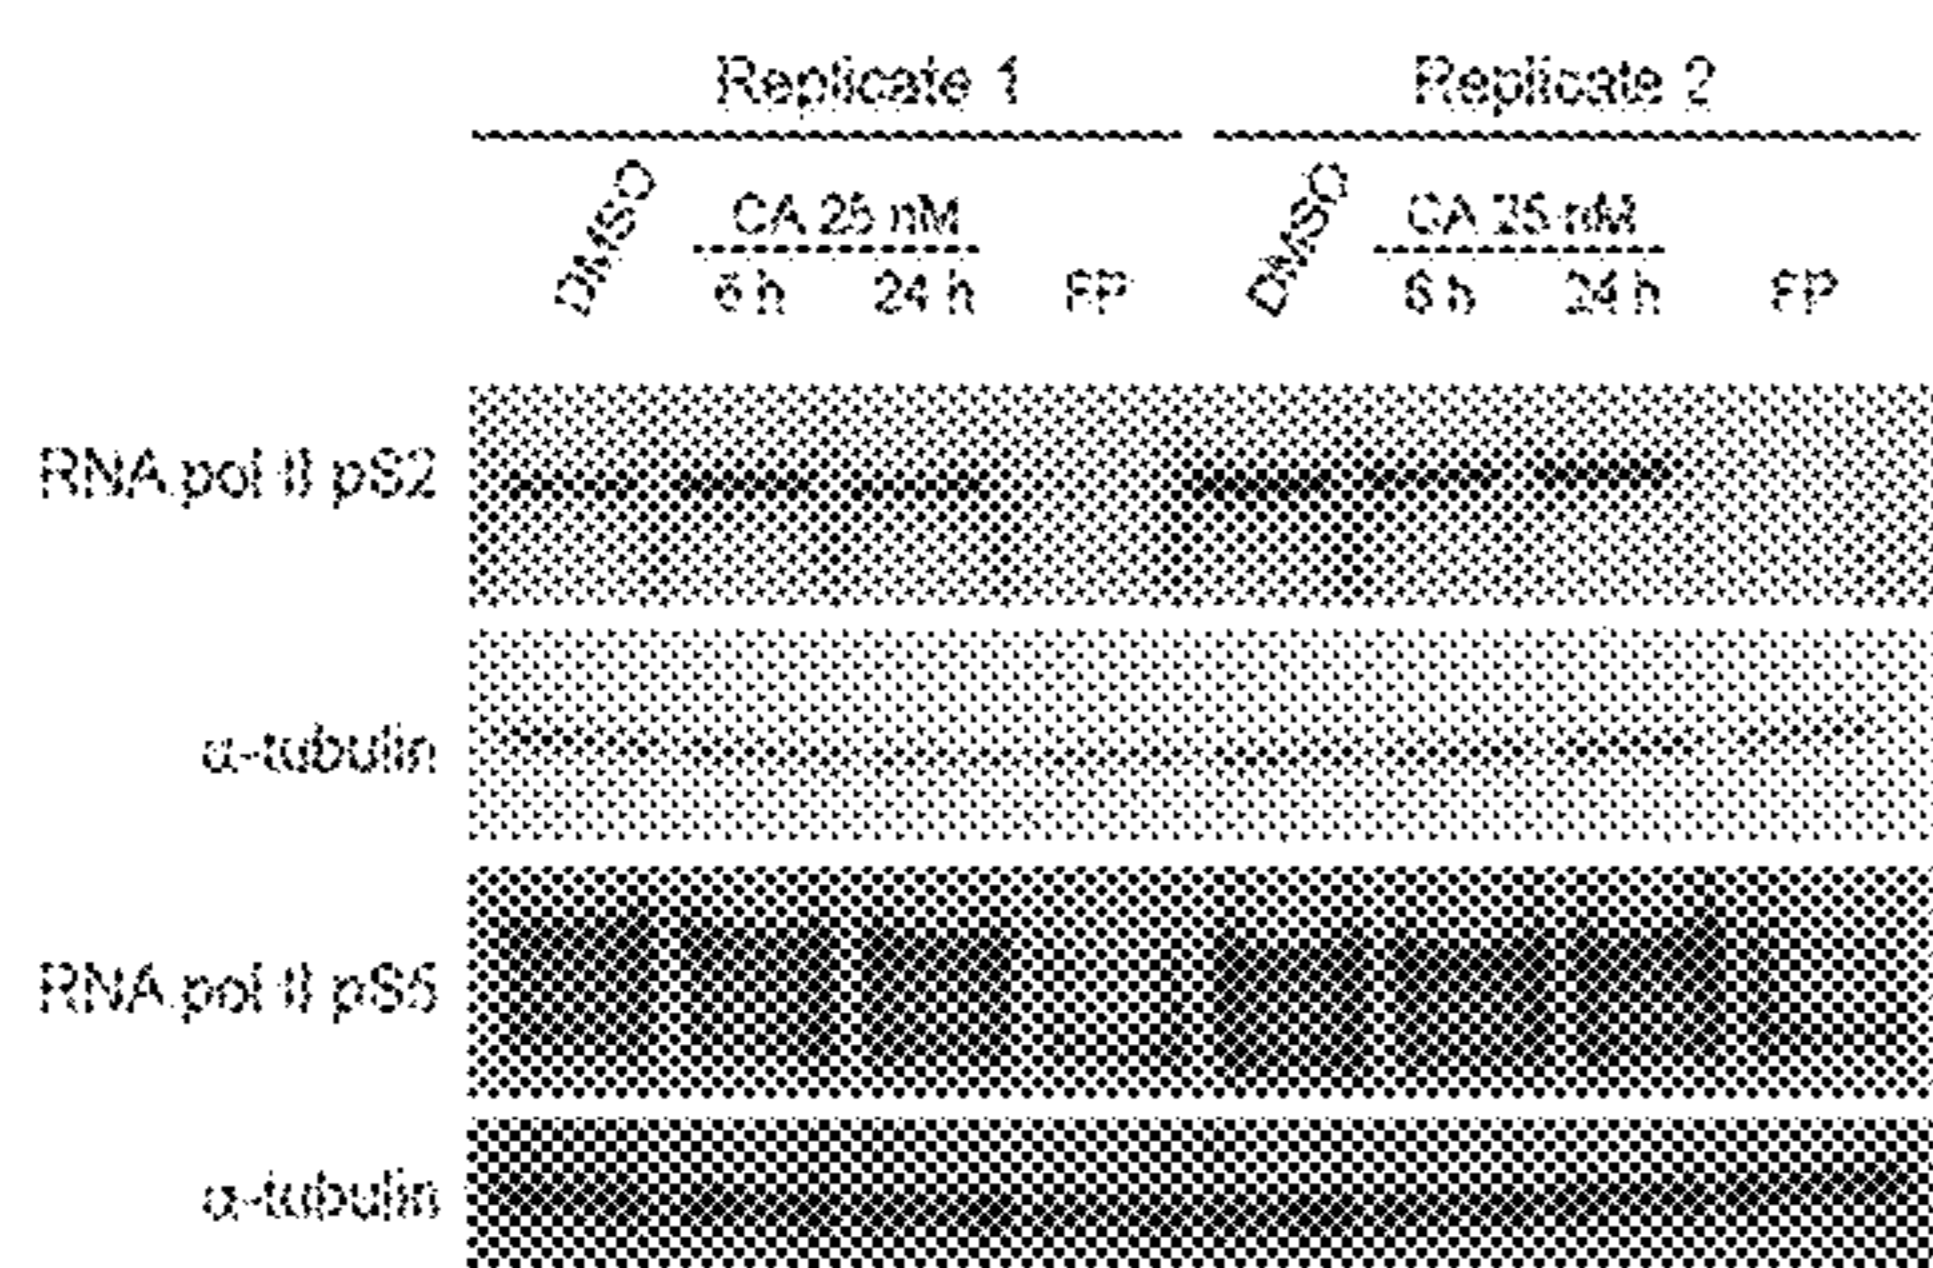 Replicate 1 Replicate 2
DMSO CA 25 nM DMSO CA 25 nM
6 h 24 h FP 6 h 24 h FP
RNA pol II pS2
α-tubulin
RNA pol II pS5
α-tubulin